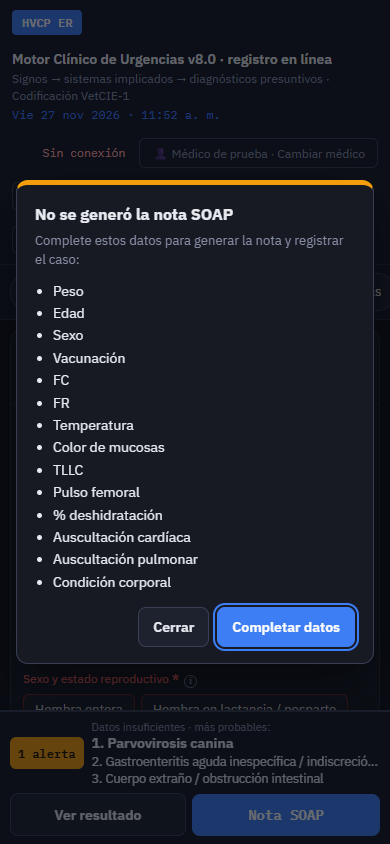 HVCP ER
Motor Clínico de Urgencias v8.0 · registro en línea
Signos → sistemas implicados → diagnósticos presuntivos ·
Codificación VetCIE-1
Vie 27 nov 2026 · 11:52 a. m.
Sin conexión
Médico de prueba · Cambiar médico
No se generó la nota SOAP
Complete estos datos para generar la nota y registrar
el caso:
• Peso
• Edad
• Sexo
• Vacunación
• FC
• FR
• Temperatura
• Color de mucosas
• TLLC
• Pulso femoral
• % deshidratación
• Auscultación cardíaca
• Auscultación pulmonar
• Condición corporal
Cerrar
Completar datos
Sexo y estado reproductivo * i
Hembra entera
Hembra en lactancia / posparto
1 alerta
Datos insuficientes · más probables:
1. Parvovirosis canina
2. Gastroenteritis aguda inespecífica / indiscreció...
3. Cuerpo extraño / obstrucción intestinal
Ver resultado
Nota SOAP